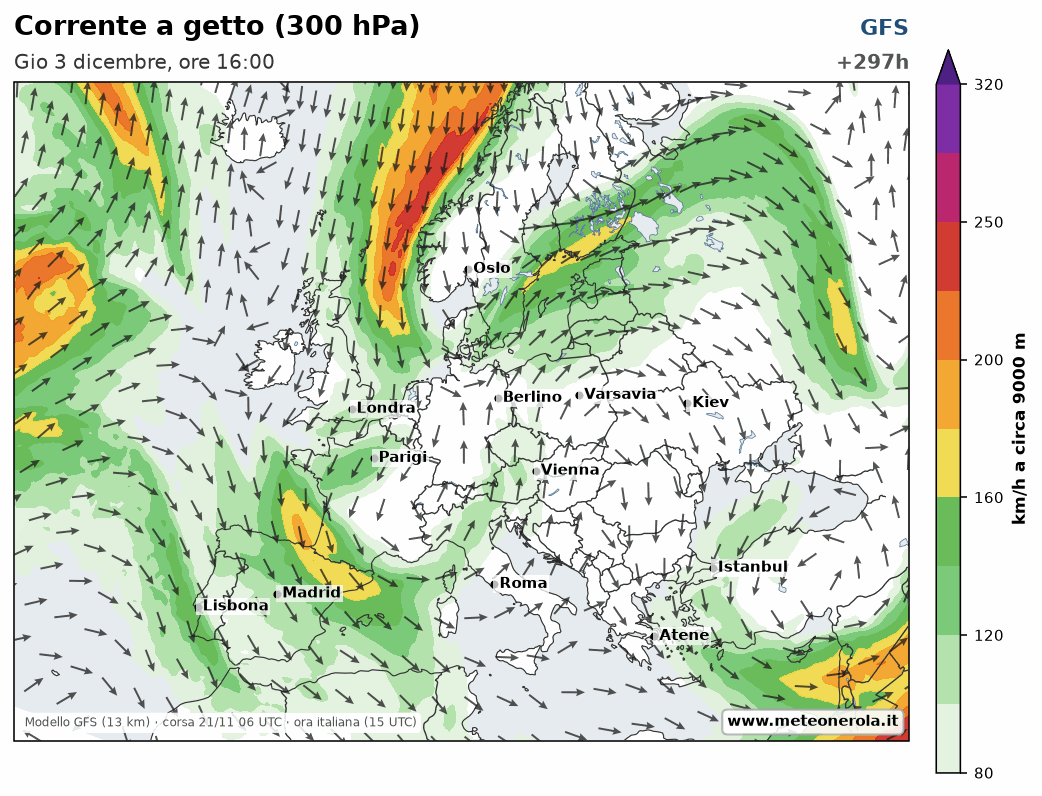 Corrente a getto (300 hPa)
GFS
Gio 3 dicembre, ore 16:00
+297h
320
250
200
160
120
80
km/h a circa 9000 m
Oslo
Londra
Berlino
Varsavia
Kiev
Parigi
Vienna
Istanbul
Madrid
Roma
Lisbona
Atene
Modello GFS (13 km) · corsa 21/11 06 UTC · ora italiana (15 UTC)
www.meteonerola.it